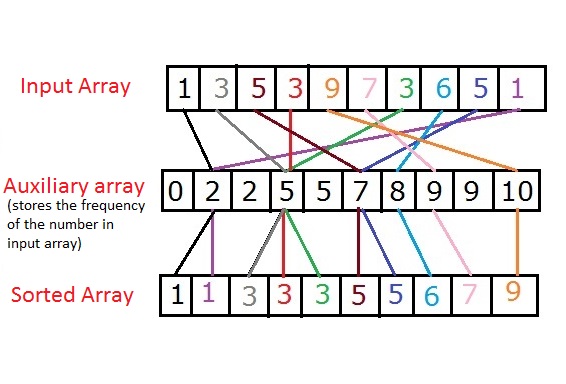 Input Array
1 3 5 3 9 7 3 6 5 1
Auxiliary array
(stores the frequency
of the number in
input array)
0 2 2 5 5 7 8 9 9 10
Sorted Array
1 1 3 3 3 5 5 6 7 9